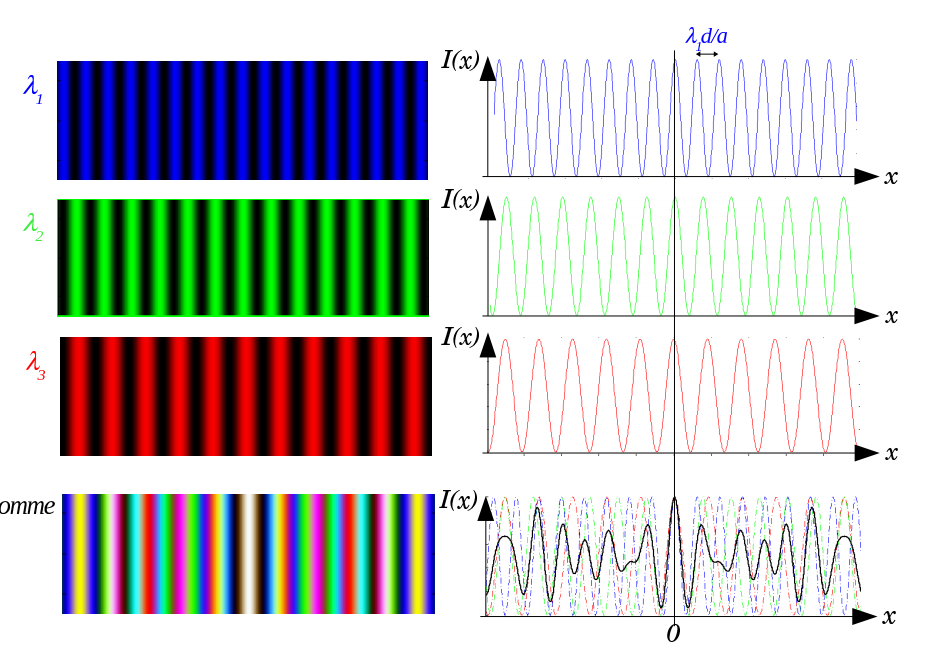 λ₁d/a
λ₁
I(x)
x
λ₂
I(x)
x
λ₃
I(x)
x
omme
I(x)
x
0